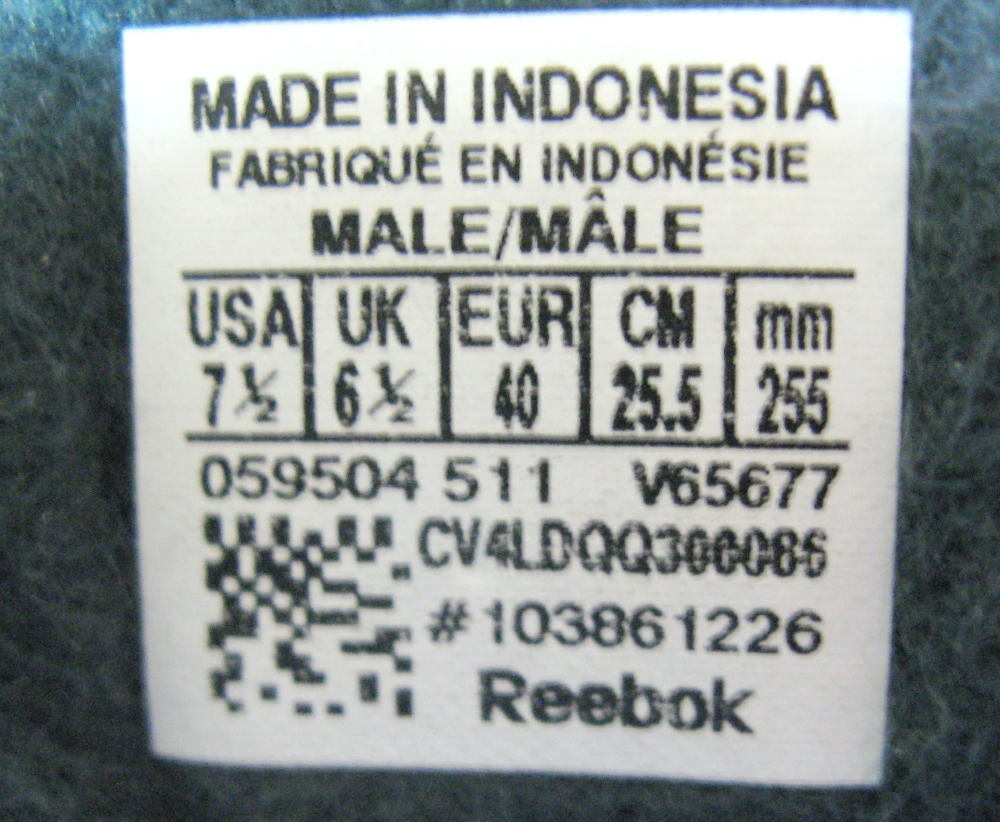 MADE IN INDONESIA
FABRIQUÉ EN INDONÉSIE
MALE/MÂLE
USA UK EUR CM mm
7½ 6½ 40 25.5 255
059504 511 V65677
CV4LDQQ300086
#103861226
Reebok